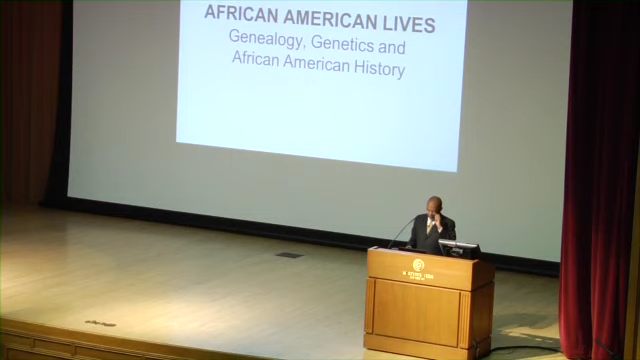 AFRICAN AMERICAN LIVES
Genealogy, Genetics and
African American History